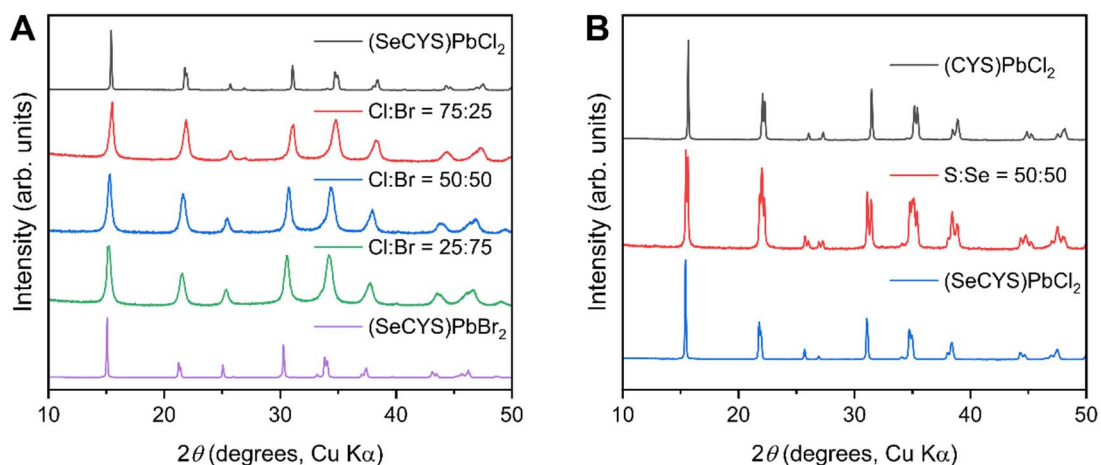 A
Intensity (arb. units)
(SeCYS)PbCl₂
Cl:Br = 75:25
Cl:Br = 50:50
Cl:Br = 25:75
(SeCYS)PbBr₂
10 20 30 40 50
2θ (degrees, Cu Kα)
B
Intensity (arb. units)
(CYS)PbCl₂
S:Se = 50:50
(SeCYS)PbCl₂
10 20 30 40 50
2θ (degrees, Cu Kα)